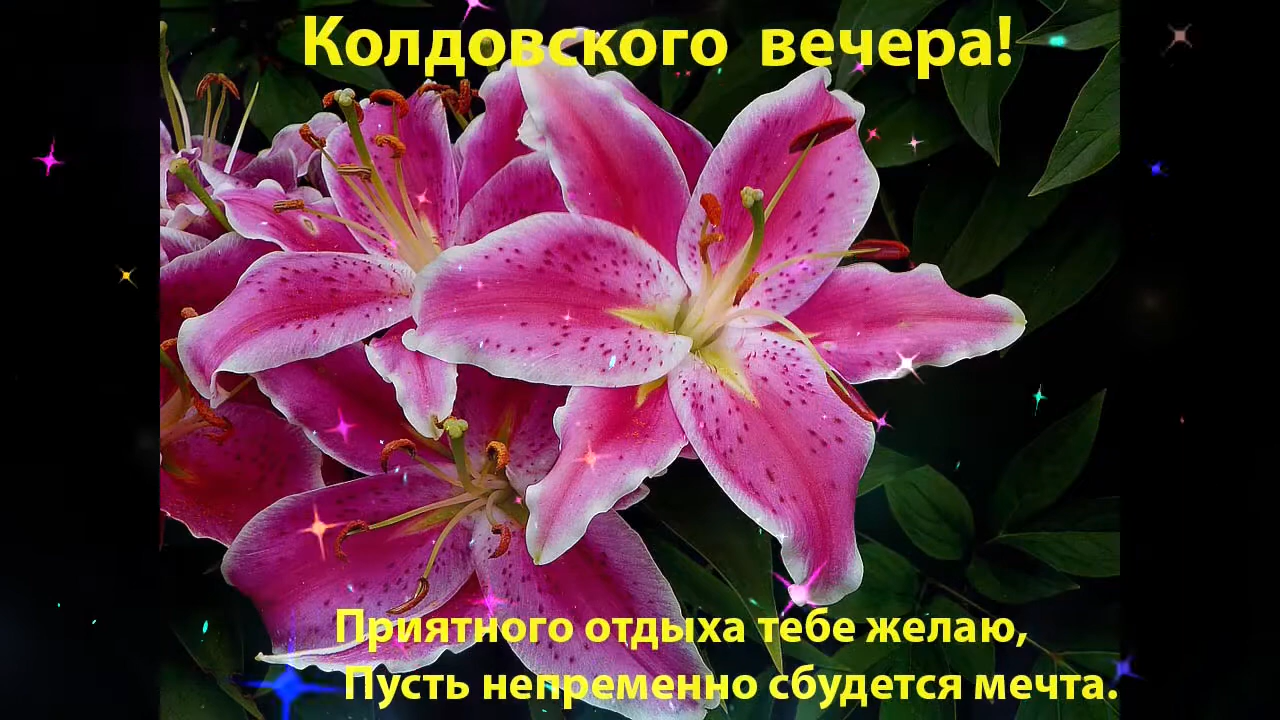 Колдовского вечера!
Приятного отдыха тебе желаю,
Пусть непременно сбудется мечта.